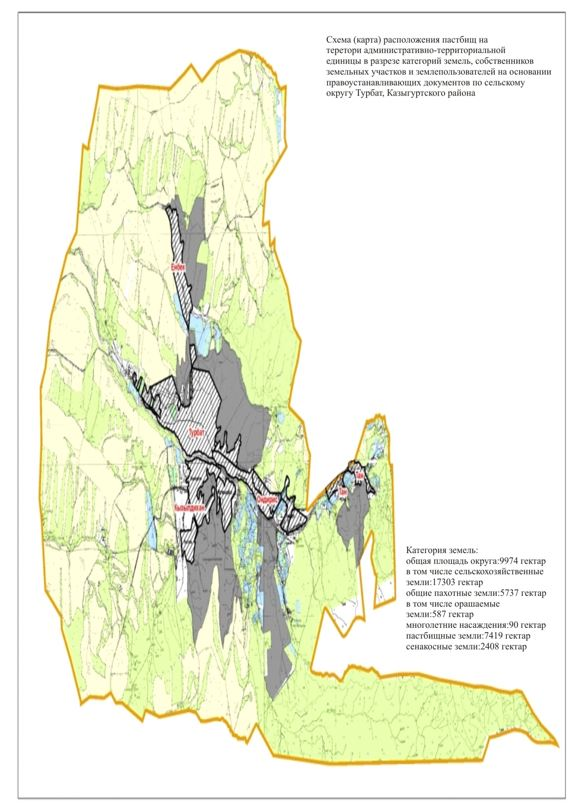 Схема (карта) расположения пастбищ на
теретори административно-территориальной
единицы в разрезе категорий земель, собственников
земельных участков и землепользователей на основании
правоустанавливающих документов по сельскому
округу Турбат, Казыгуртского района
Енбек
Турбат
Кызылдихан
Ондирис
Категория земель:
общая площадь округа:9974 гектар
в том числе сельскохозяйственные
земли:17303 гектар
общие пахотные земли:5737 гектар
в том числе орашаемые
земли:587 гектар
многолетние насаждения:90 гектар
пастбищные земли:7419 гектар
сенакосные земли:2408 гектар